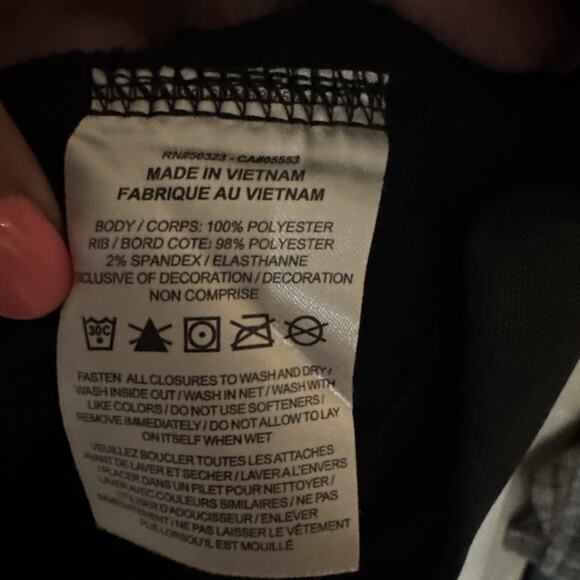 RN#56323 - CA#05553
MADE IN VIETNAM
FABRIQUE AU VIETNAM
BODY / CORPS: 100% POLYESTER
RIB / BORD COTE: 98% POLYESTER
2% SPANDEX / ELASTHANNE
EXCLUSIVE OF DECORATION / DECORATION
NON COMPRISE
30C
FASTEN ALL CLOSURES TO WASH AND DRY /
WASH INSIDE OUT / WASH IN NET / WASH WITH
LIKE COLORS / DO NOT USE SOFTENERS /
REMOVE IMMEDIATELY / DO NOT ALLOW TO LAY
ON ITSELF WHEN WET
VEUILLEZ BOUCLER TOUTES LES ATTACHES
AVANT DE LAVER ET SECHER / LAVER A L'ENVERS
/ PLACER DANS UN FILET POUR NETTOYER /
LAVER AVEC COULEURS SIMILAIRES / NE PAS
UTILISER D'ADOUCISSEUR / ENLEVER
IMMEDIATEMENT / NE PAS LAISSER LE VÊTEMENT
PLIE LORSQU'IL EST MOUILLÉ